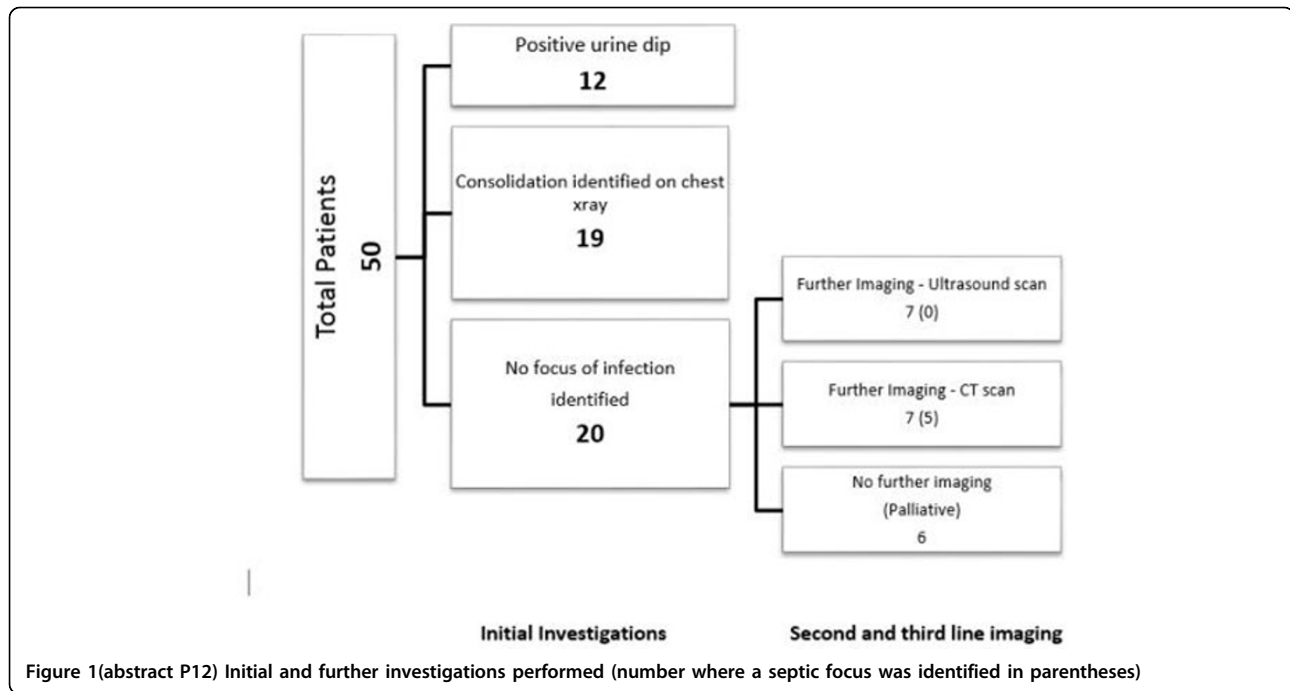 Total Patients
50
Positive urine dip
12
Consolidation identified on chest
xray
19
No focus of infection
identified
20
Further Imaging - Ultrasound scan
7 (0)
Further Imaging - CT scan
7 (5)
No further imaging
(Palliative)
6
Initial Investigations
Second and third line imaging
Figure 1(abstract P12) Initial and further investigations performed (number where a septic focus was identified in parentheses)